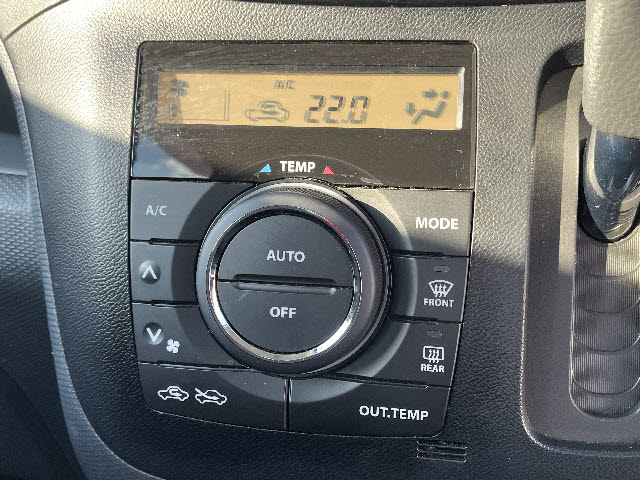 A/C
22.0
TEMP
A/C
MODE
AUTO
OFF
FRONT
REAR
OUT.TEMP